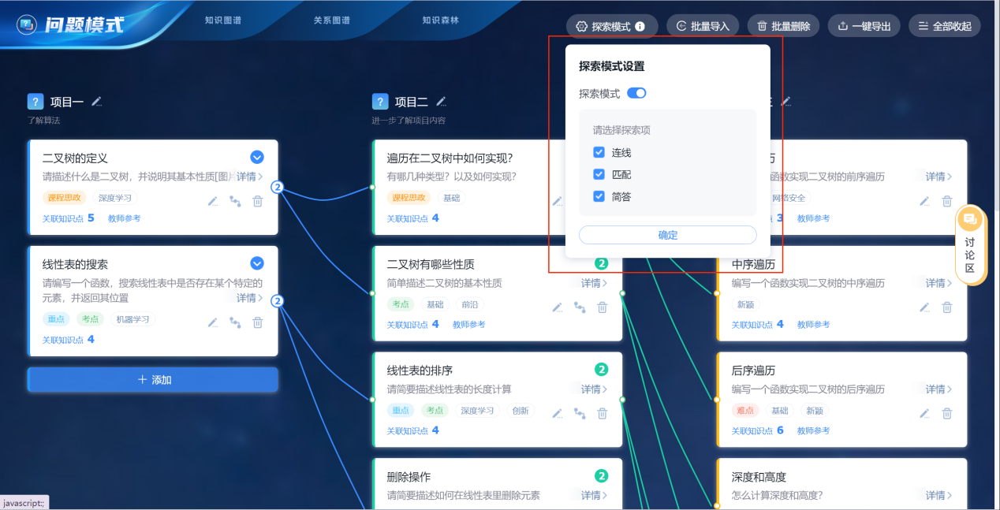 问题模式
知识图谱
关系图谱
知识森林
探索模式
批量导入
批量删除
一键导出
全部收起
探索模式设置
探索模式
请选择探索项
连线
匹配
简答
确定
项目一
了解算法
二叉树的定义
请描述什么是二叉树，并说明其基本性质[图片
详情
课程思政 深度学习
关联知识点 5 教师参考
2
线性表的搜索
请编写一个函数，搜索线性表中是否存在某个特定的
元素，并返回其位置 详情
重点 考点 机器学习
关联知识点 4
2
添加
项目二
进一步了解项目内容
遍历在二叉树中如何实现?
有哪几种类型？以及如何实现?
课程思政 基础
关联知识点 4
二叉树有哪些性质 2
简单描述二叉树的基本性质 详情
考点 基础 前沿
关联知识点 4 教师参考
线性表的排序 2
请简要描述线性表的长度计算 详情
重点 考点 深度学习 创新
关联知识点 4
删除操作 2
请简要描述如何在线性表里删除元素 详情
函数实现二叉树的前序遍历 详情
网络安全
3 教师参考
中序遍历
编写一个函数实现二叉树的中序遍历 详情
新颖
关联知识点 4 教师参考
后序遍历
编写一个函数实现二叉树的后序遍历 详情
难点 基础 新颖
关联知识点 6 教师参考
深度和高度
怎么计算深度和高度? 详情
讨
论
区
javascript:;